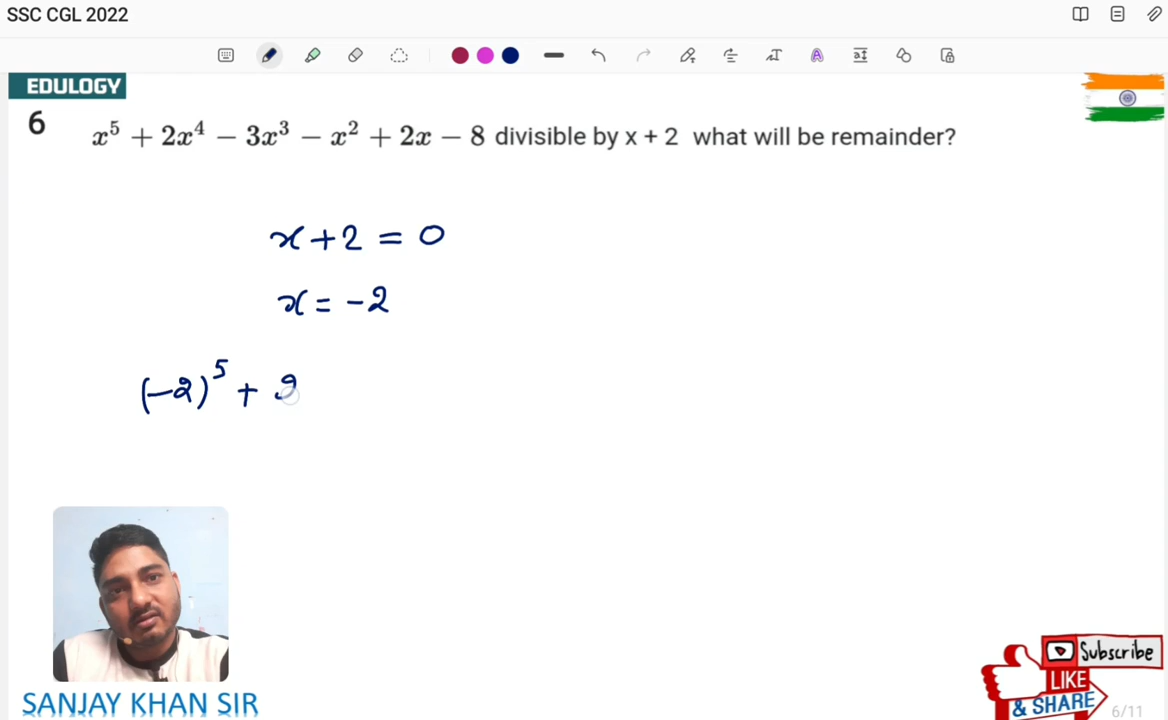 SSC CGL 2022
EDULOGY
6 x⁵ + 2x⁴ − 3x³ − x² + 2x − 8 divisible by x + 2 what will be remainder?
x + 2 = 0
x = -2
(-2)⁵ + 2
SANJAY KHAN SIR
Subscribe
LIKE
& SHARE
6/11